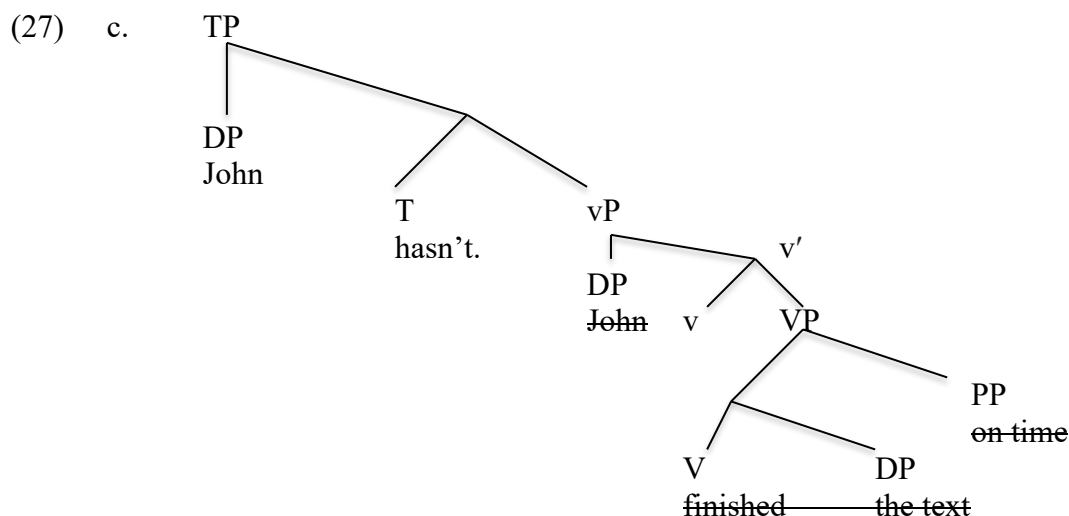 (27) c. TP
DP
John
T vP
hasn't. v′
DP
John v VP
PP
on time
V DP
finished the text